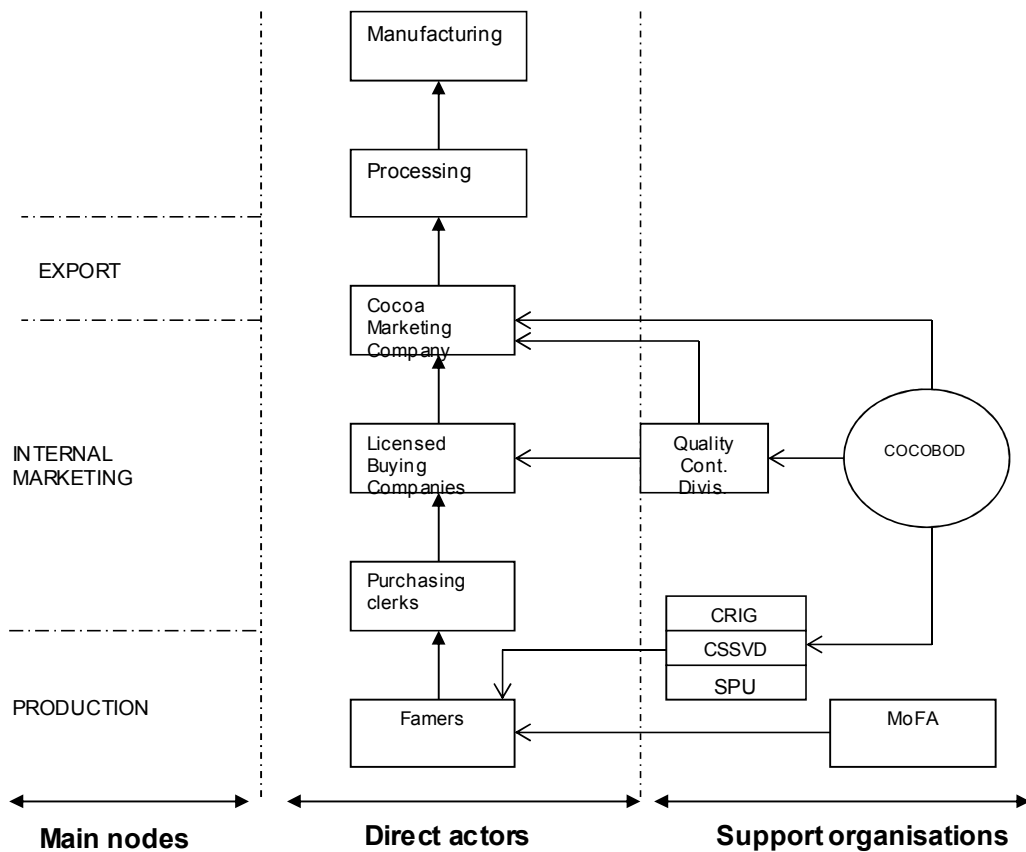 Manufacturing
Processing
EXPORT
Cocoa
Marketing
Company
INTERNAL
MARKETING
Licensed
Buying
Companies
Quality
Cont.
Divis.
COCOBOD
Purchasing
clerks
CRIG
CSSVD
SPU
PRODUCTION
Famers
MoFA
Main nodes
Direct actors
Support organisations